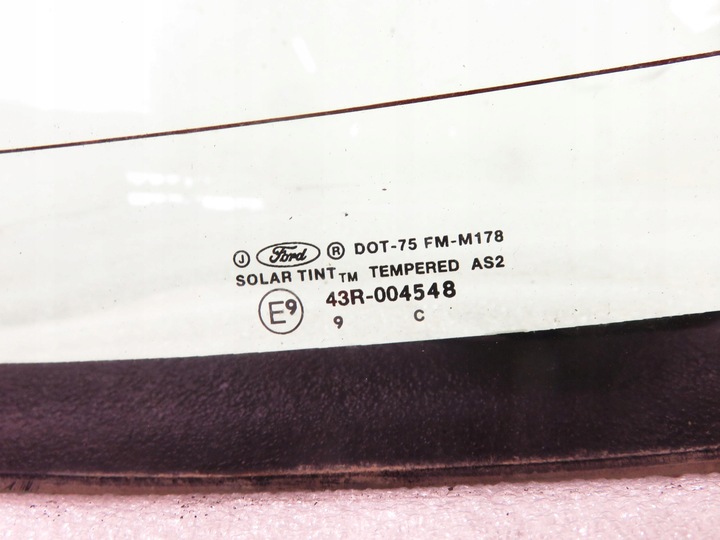 J Ford ® DOT-75 FM-M178
SOLAR TINT TM TEMPERED AS2
E9 43R-004548
9 C